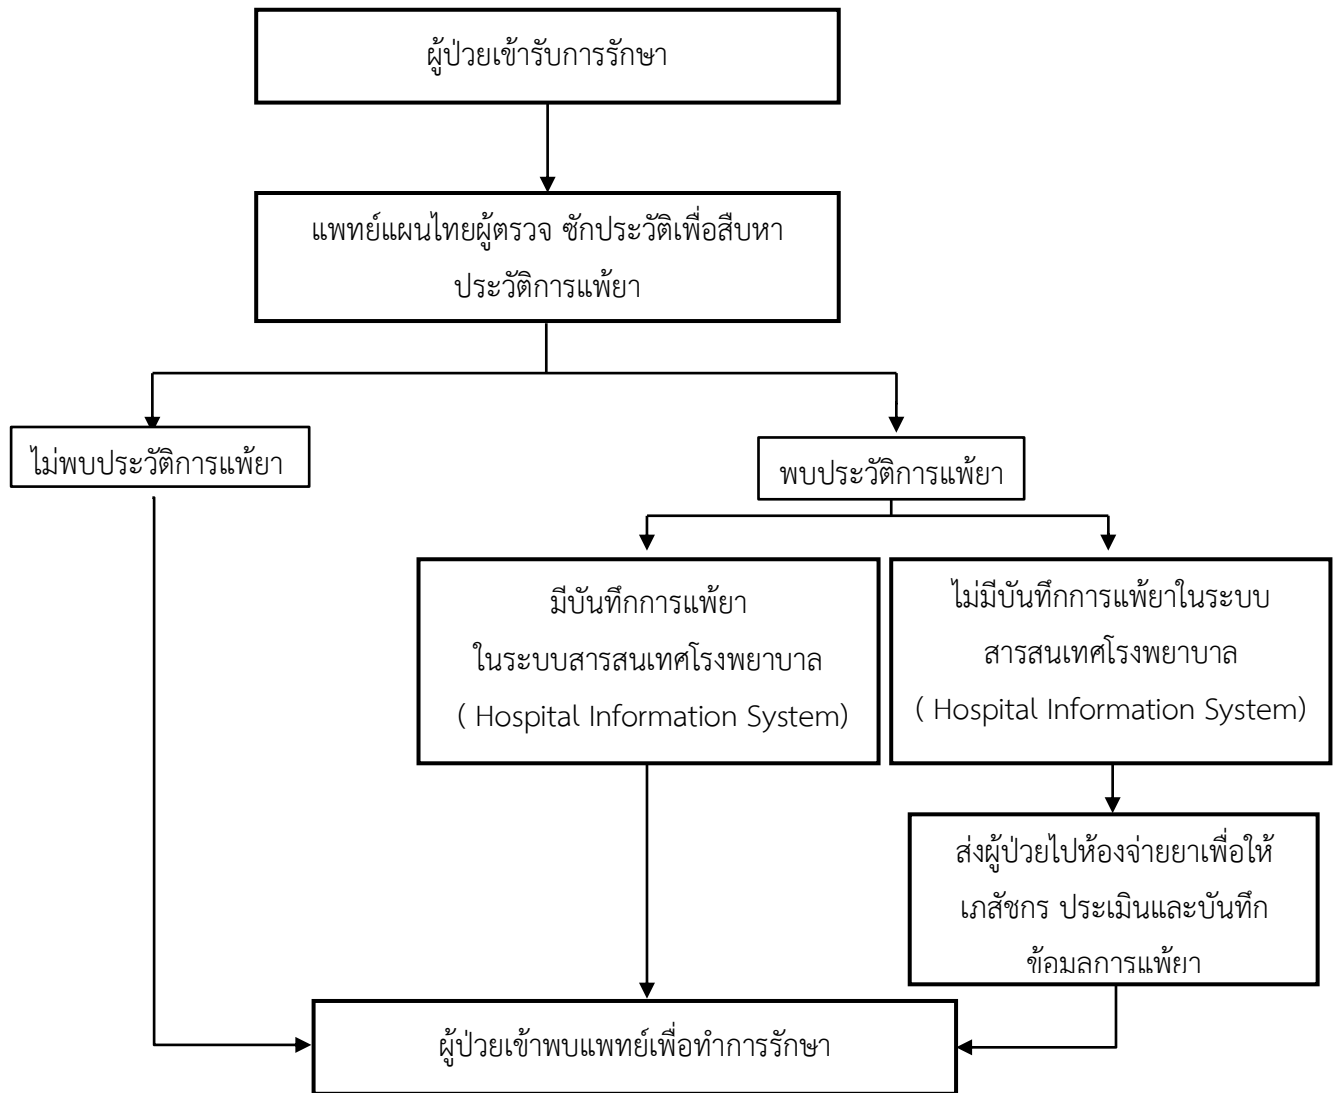 ผู้ป่วยเข้ารับการรักษา
แพทย์แผนไทยผู้ตรวจ ซักประวัติเพื่อสืบหา
ประวัติการแพ้ยา
ไม่พบประวัติการแพ้ยา
พบประวัติการแพ้ยา
มีบันทึกการแพ้ยา
ในระบบสารสนเทศโรงพยาบาล
( Hospital Information System)
ไม่มีบันทึกการแพ้ยาในระบบ
สารสนเทศโรงพยาบาล
( Hospital Information System)
ส่งผู้ป่วยไปห้องจ่ายยาเพื่อให้
เภสัชกร ประเมินและบันทึก
ข้อมูลการแพ้ยา
ผู้ป่วยเข้าพบแพทย์เพื่อทำการรักษา